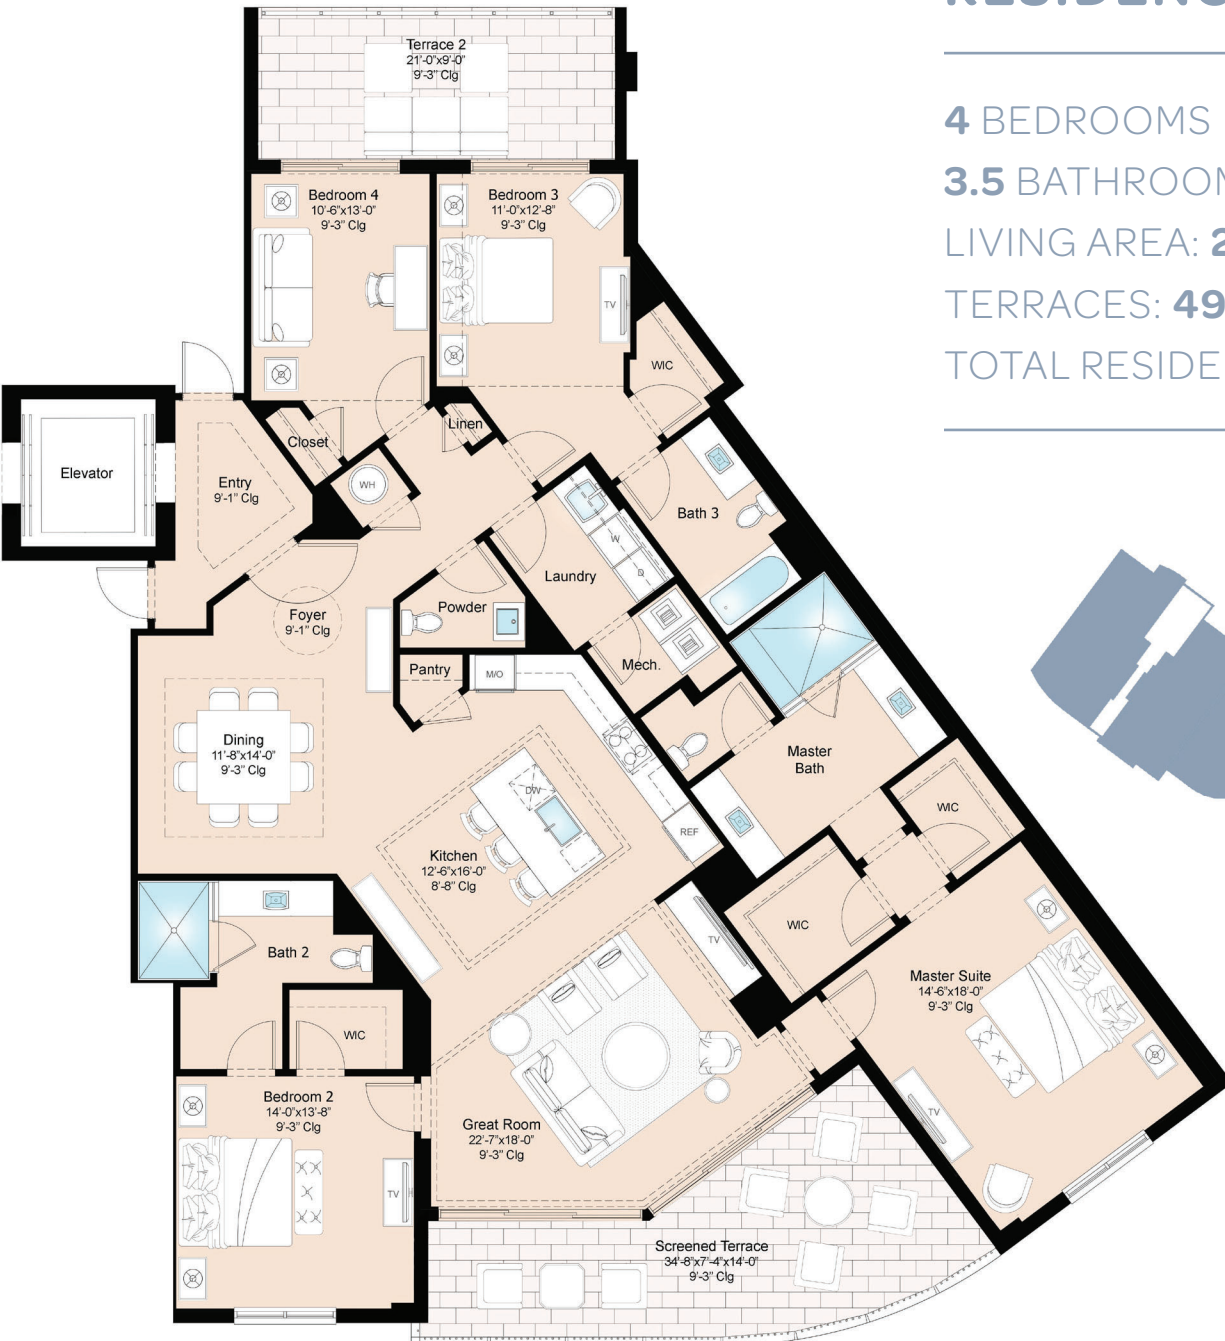 Terrace 2
21'-0"x9'-0"
9'-3" Clg
4 BEDROOMS
3.5
LIVING AREA:
TERRACES:
TOTAL
Bedroom 4
10'-6"x13'-0"
9'-3" Clg
Bedroom 3
11'-0"x12'-8"
9'-3" Clg
TV
WIC
Linen
Closet
Elevator
Entry
9'-1" Clg
WH
Bath 3
W
D
Laundry
Powder
Foyer
9'-1" Clg
Mech.
Pantry
M/O
Dining
11'-8"x14'-0"
9'-3" Clg
Master
Bath
DW
WIC
REF
Kitchen
12'-6"x16'-0"
8'-8" Clg
WIC
TV
Bath 2
Master Suite
14'-6"x18'-0"
9'-3" Clg
WIC
Bedroom 2
14'-0"x13'-8"
9'-3" Clg
TV
Great Room
22'-7"x18'-0"
9'-3" Clg
TV
Screened Terrace
34'-8"x7'-4"x14'-0"
9'-3" Clg